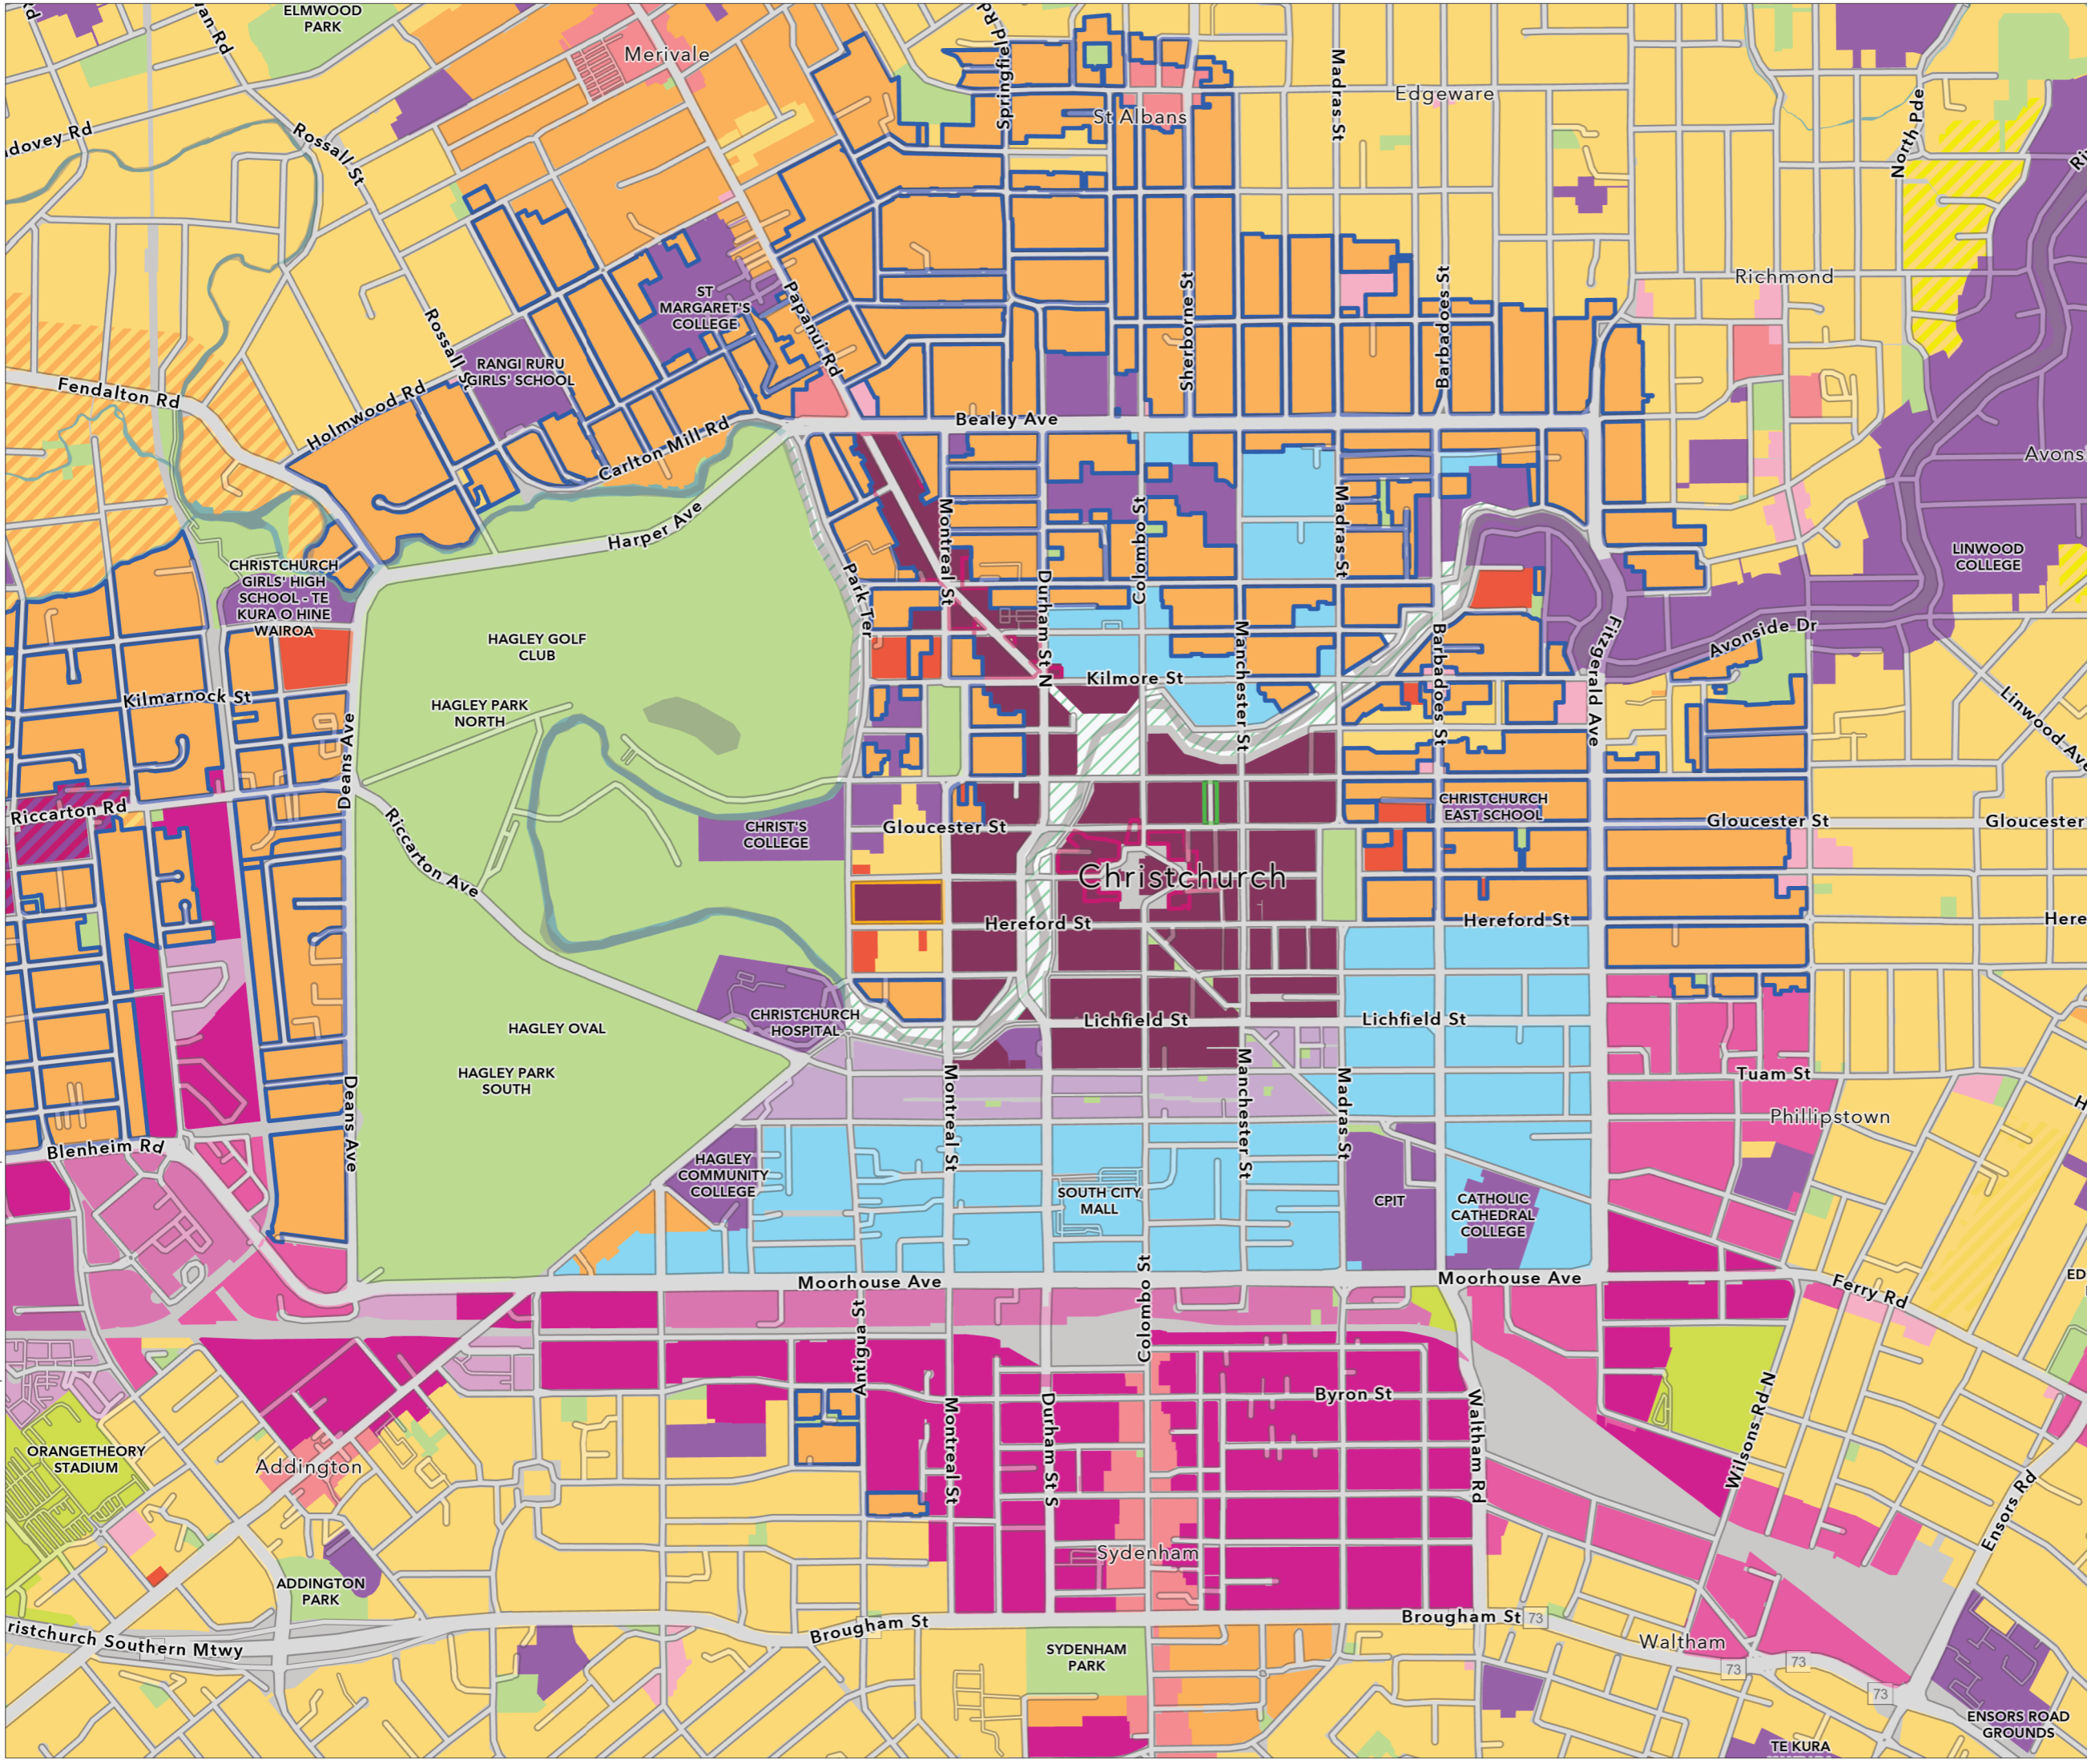 ELMWOOD
PARK
Merivale
Springfield Rd
Madras St
Edgeware
St Albans
North Pde
Rossall St
Richmond
ST
MARGARET'S
COLLEGE
Papanui Rd
Sherborne St
Barbadoes St
Rossall St
RANGI RURU
GIRLS' SCHOOL
Fendalton Rd
Holmwood Rd
Carlton Mill Rd
Bealey Ave
Harper Ave
Montreal St
Colombo St
Madras St
LINWOOD
COLLEGE
CHRISTCHURCH
GIRLS' HIGH
SCHOOL - TE
KURA O HINE
WAIROA
Park Ter
Durham St N
Manchester St
Barbadoes St
Fitzgerald Ave
Avonside Dr
HAGLEY GOLF
CLUB
Kilmore St
Kilmarnock St
HAGLEY PARK
NORTH
Linwood Ave
Deans Ave
Riccarton Rd
Riccarton Ave
CHRIST'S
COLLEGE
Gloucester St
CHRISTCHURCH
EAST SCHOOL
Gloucester St
Gloucester
Christchurch
Hereford St
Hereford St
Here
CHRISTCHURCH
HOSPITAL
Lichfield St
Lichfield St
HAGLEY OVAL
HAGLEY PARK
SOUTH
Deans Ave
Montreal St
Manchester St
Madras St
Tuam St
Phillipstown
Blenheim Rd
HAGLEY
COMMUNITY
COLLEGE
SOUTH CITY
MALL
CPIT
CATHOLIC
CATHEDRAL
COLLEGE
Moorhouse Ave
Moorhouse Ave
Ferry Rd
Antigua St
Colombo St
Byron St
Montreal St
Durham St S
Waltham Rd
Wilsons Rd N
Ensors Rd
ORANGETHEORY
STADIUM
Addington
Sydenham
ADDINGTON
PARK
ristchurch Southern Mtwy
Brougham St
Brougham St
73
SYDENHAM
PARK
Waltham
73
73
73
ENSORS ROAD
GROUNDS
TE KURA